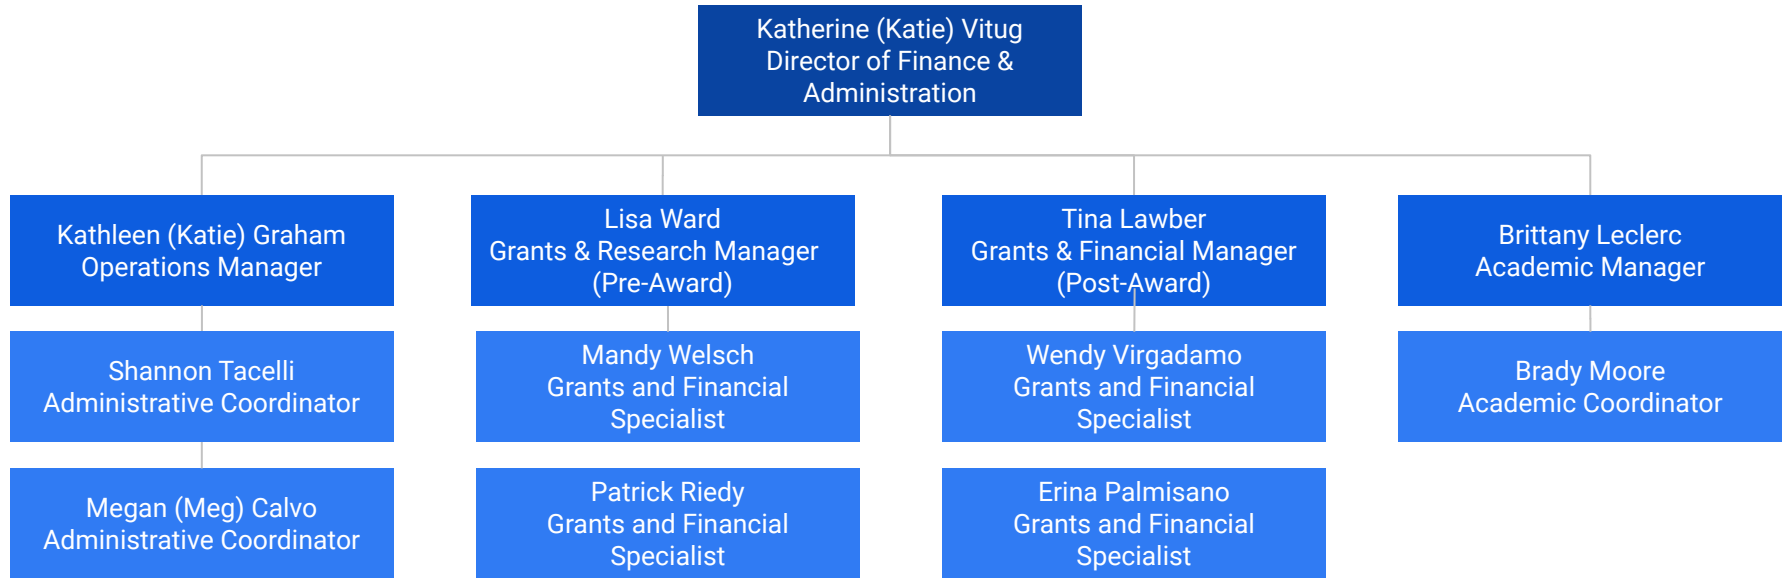 Katherine (Katie) Vitug
Director of Finance &
Administration
Kathleen (Katie) Graham
Operations Manager
Lisa Ward
Grants & Research Manager
(Pre-Award)
Tina Lawber
Grants & Financial Manager
(Post-Award)
Brittany Leclerc
Academic Manager
Shannon Tacelli
Administrative Coordinator
Mandy Welsch
Grants and Financial
Specialist
Wendy Virgadamo
Grants and Financial
Specialist
Brady Moore
Academic Coordinator
Megan (Meg) Calvo
Administrative Coordinator
Patrick Riedy
Grants and Financial
Specialist
Erina Palmisano
Grants and Financial
Specialist